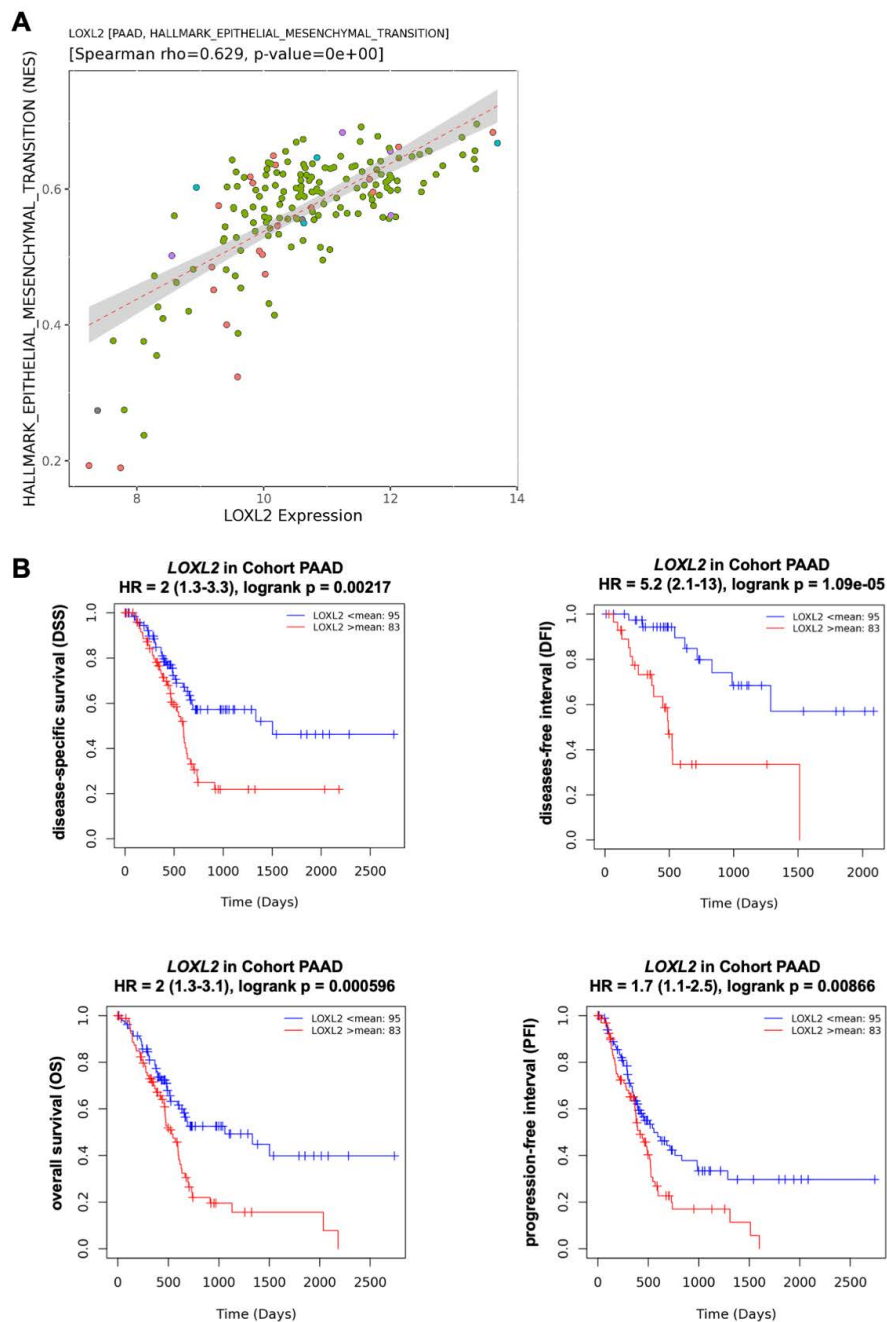 A
LOXL2 [PAAD, HALLMARK_EPITHELIAL_MESENCHYMAL_TRANSITION]
[Spearman rho=0.629, p-value=0e+00]
HALLMARK_EPITHELIAL_MESENCHYMAL_TRANSITION (NES)
0.6
0.4
0.2
8
10
12
14
LOXL2 Expression
B
LOXL2 in Cohort PAAD
HR = 2 (1.3-3.3), logrank p = 0.00217
LOXL2 <mean: 95
LOXL2 >mean: 83
disease-specific survival (DSS)
1.0
0.8
0.6
0.4
0.2
0.0
0
500
1000
1500
2000
2500
Time (Days)
LOXL2 in Cohort PAAD
HR = 5.2 (2.1-13), logrank p = 1.09e-05
LOXL2 <mean: 95
LOXL2 >mean: 83
diseases-free interval (DFI)
1.0
0.8
0.6
0.4
0.2
0.0
0
500
1000
1500
2000
Time (Days)
LOXL2 in Cohort PAAD
HR = 2 (1.3-3.1), logrank p = 0.000596
LOXL2 <mean: 95
LOXL2 >mean: 83
overall survival (OS)
1.0
0.8
0.6
0.4
0.2
0.0
0
500
1000
1500
2000
2500
Time (Days)
LOXL2 in Cohort PAAD
HR = 1.7 (1.1-2.5), logrank p = 0.00866
LOXL2 <mean: 95
LOXL2 >mean: 83
progression-free interval (PFI)
1.0
0.8
0.6
0.4
0.2
0.0
0
500
1000
1500
2000
2500
Time (Days)